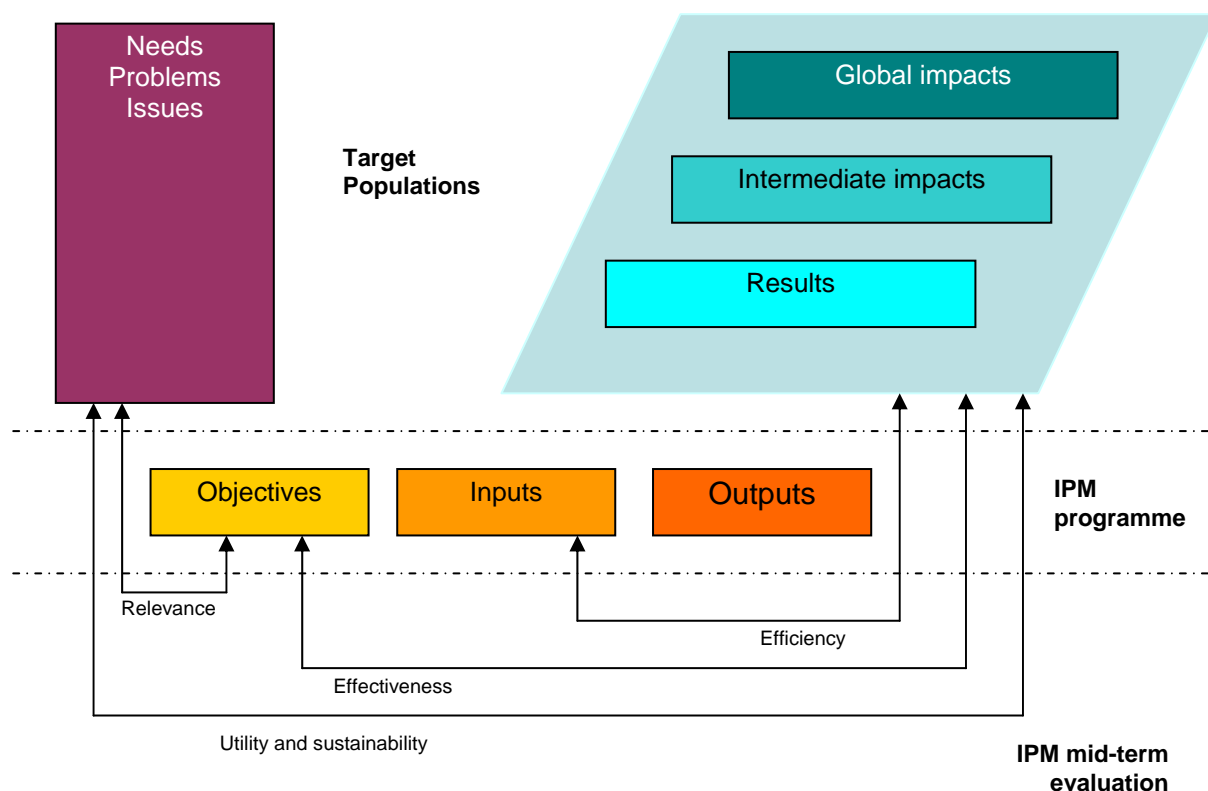 Needs
Problems
Issues
Target
Populations
Global impacts
Intermediate impacts
Results
Objectives
Inputs
Outputs
IPM
programme
Relevance
Efficiency
Effectiveness
Utility and sustainability
IPM mid-term
evaluation